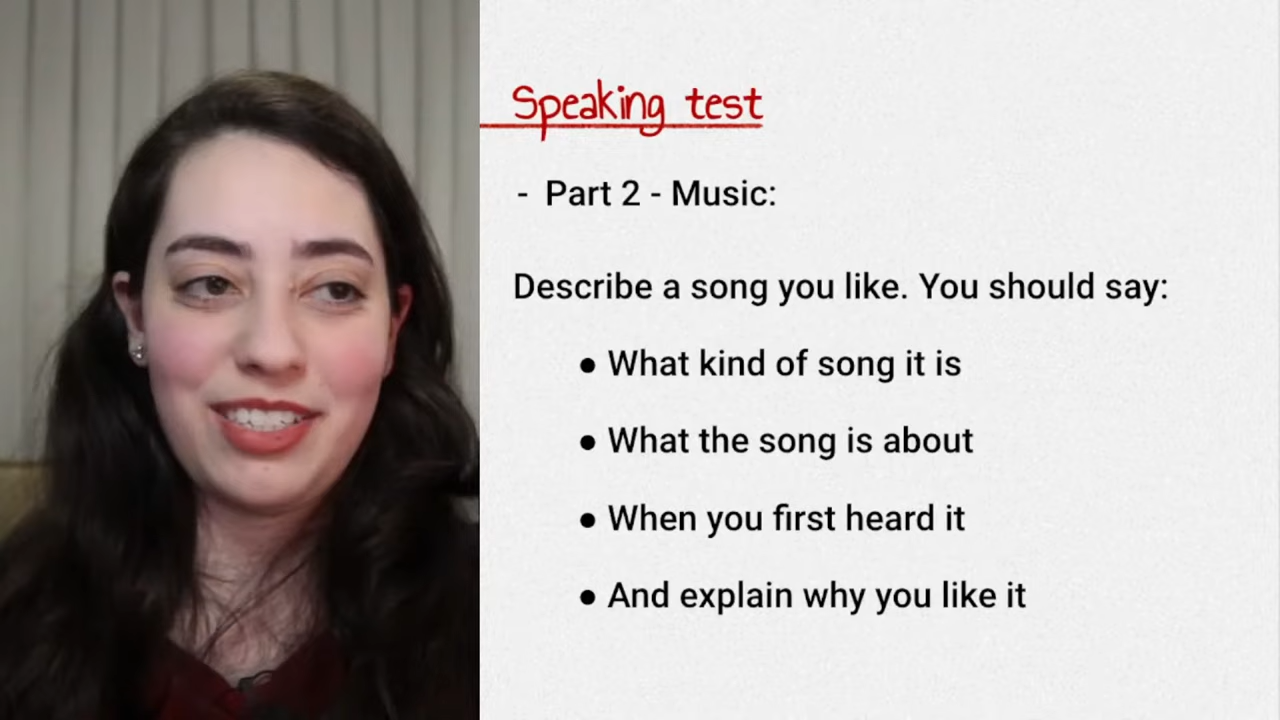 Speaking test
- Part 2 - Music:
Describe a song you like. You should say:
● What kind of song it is
● What the song is about
● When you first heard it
● And explain why you like it